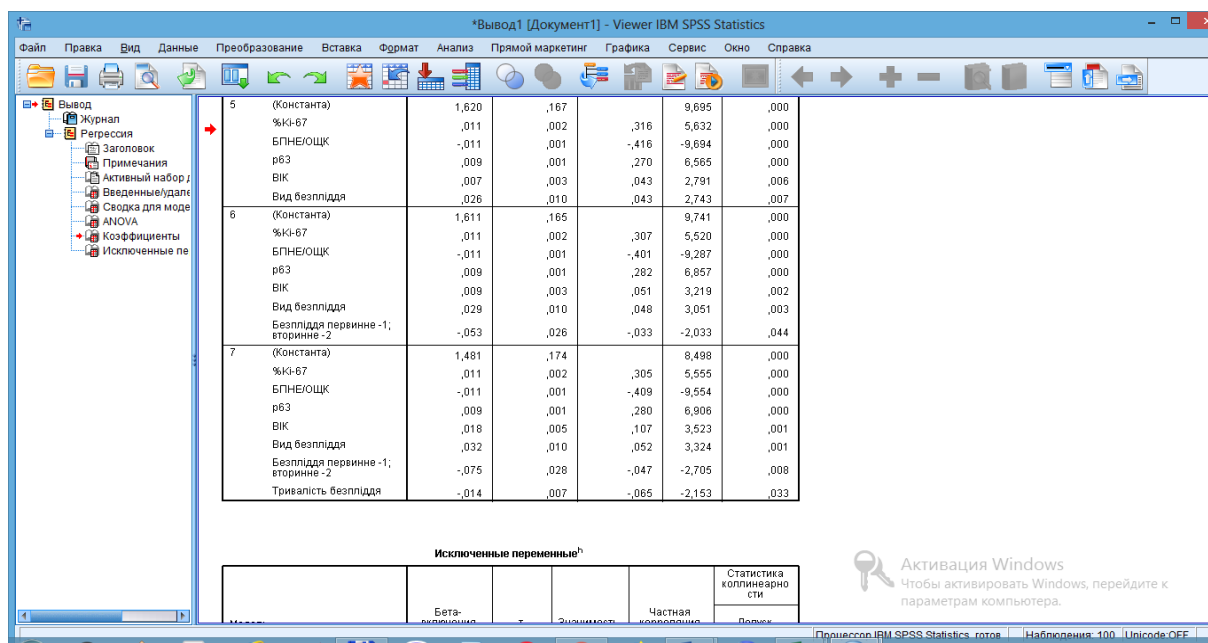 *Вывод1 [Документ1] - Viewer IBM SPSS Statistics
Файл Правка Вид Данные Преобразование Вставка Формат Анализ Прямой маркетинг Графика Сервис Окно Справка
Вывод
Журнал
Регрессия
Заголовок
Примечания
Активный набор
Введенные/удале
Сводка для моде
ANOVA
Коэффициенты
Исключенные пе
5 (Константа) 1,620 ,167 9,695 ,000
%Ki-67 ,011 ,002 ,316 5,632 ,000
БПНЕ/ОЩК -,011 ,001 -,416 -9,694 ,000
p63 ,009 ,001 ,270 6,565 ,000
ВІК ,007 ,003 ,043 2,791 ,006
Вид безпліддя ,026 ,010 ,043 2,743 ,007
6 (Константа) 1,611 ,165 9,741 ,000
%Ki-67 ,011 ,002 ,307 5,520 ,000
БПНЕ/ОЩК -,011 ,001 -,401 -9,287 ,000
p63 ,009 ,001 ,282 6,857 ,000
ВІК ,009 ,003 ,051 3,219 ,002
Вид безпліддя ,029 ,010 ,048 3,051 ,003
Безпліддя первинне -1;
вторинне -2 -,053 ,026 -,033 -2,033 ,044
7 (Константа) 1,481 ,174 8,498 ,000
%Ki-67 ,011 ,002 ,305 5,555 ,000
БПНЕ/ОЩК -,011 ,001 -,409 -9,554 ,000
p63 ,009 ,001 ,280 6,906 ,000
ВІК ,018 ,005 ,107 3,523 ,001
Вид безпліддя ,032 ,010 ,052 3,324 ,001
Безпліддя первинне -1;
вторинне -2 -,075 ,028 -,047 -2,705 ,008
Тривалість безпліддя -,014 ,007 -,065 -2,153 ,033
Исключенные переменные h
Статистика
коллинеарно
сти
Бета- Частная
Активация Windows
Чтобы активировать Windows, перейдите к
параметрам компьютера.
Процессор IBM SPSS Statistics готов Наблюдения: 100 Unicode:OFF